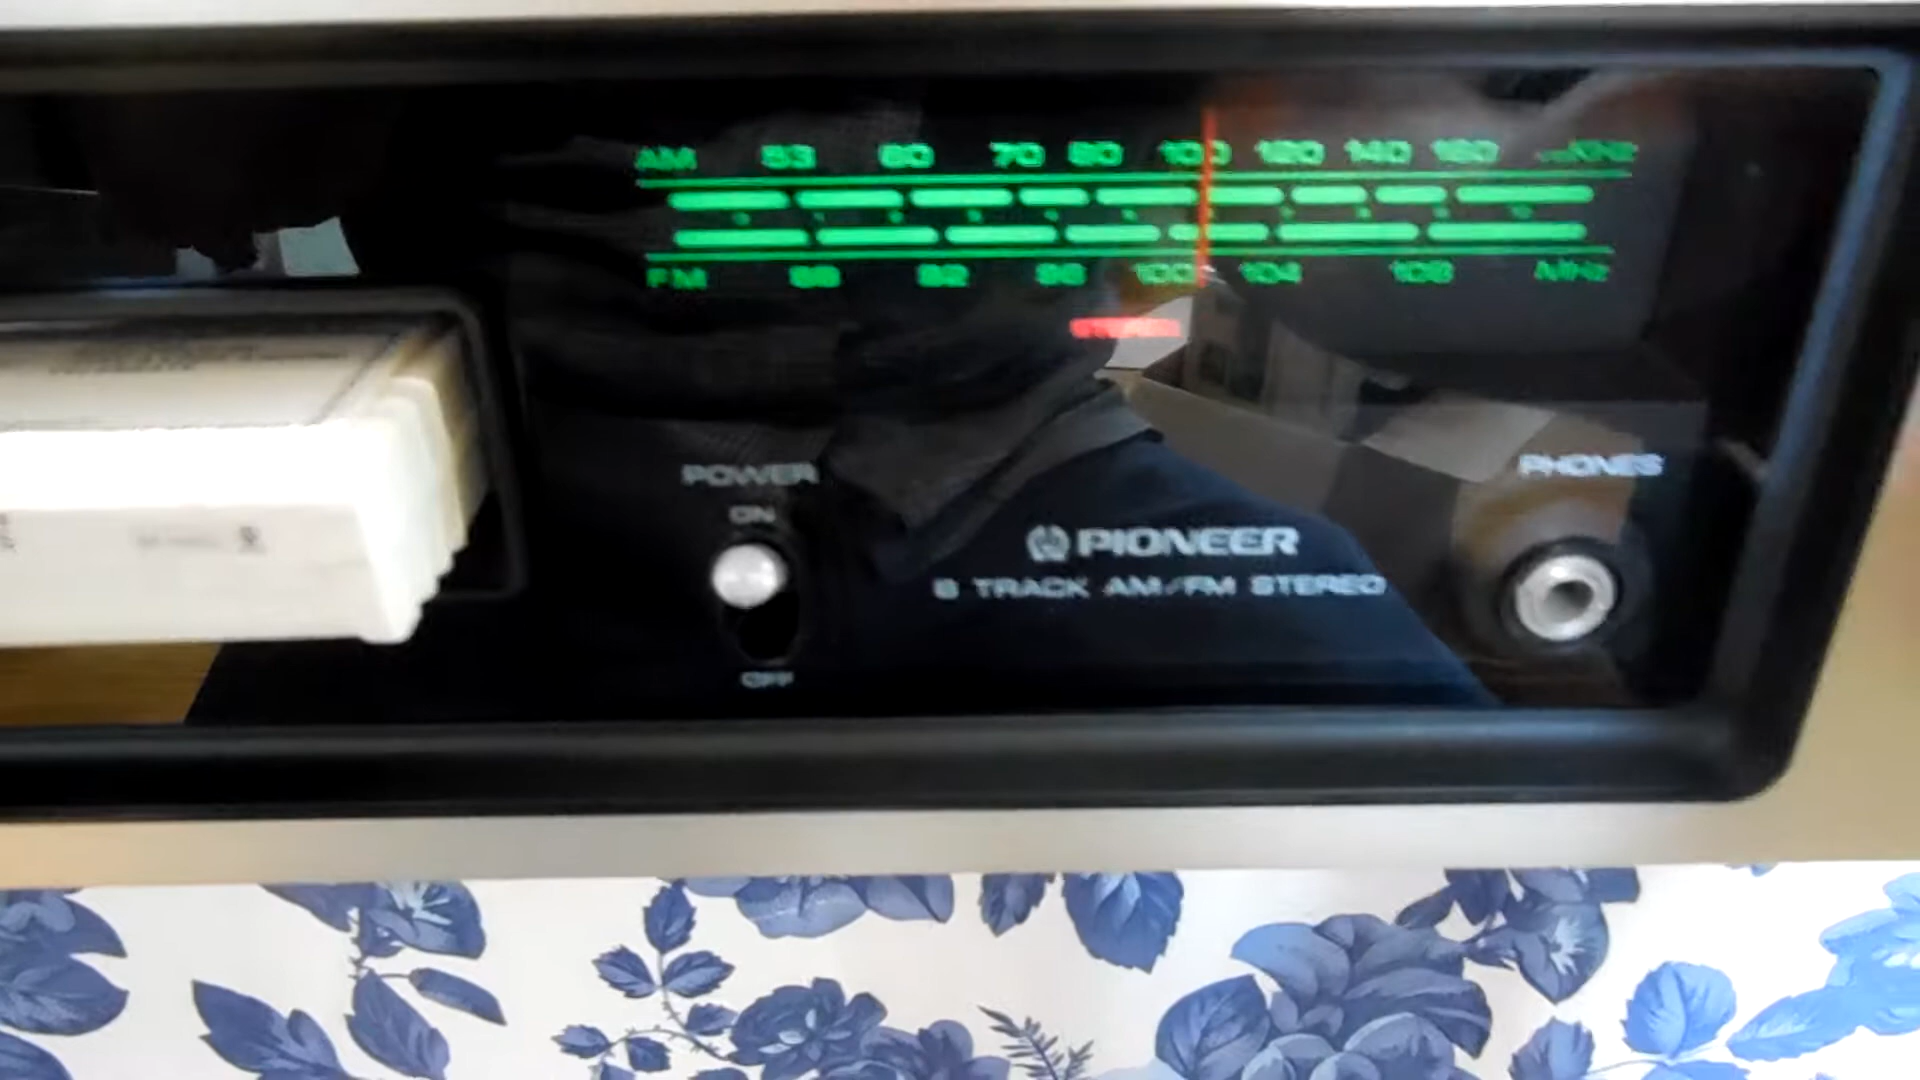 AM 53 60 70 80 100 120 140 160 KHz
FM 88 92 96 100 104 108 MHz
POWER
ON
OFF
PIONEER
8 TRACK AM/FM STEREO
PHONES